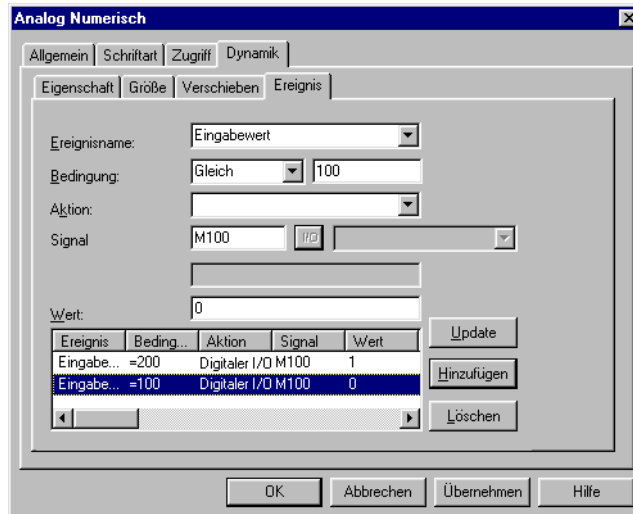 Analog Numerisch
Allgemein Schriftart Zugriff Dynamik
Eigenschaft Größe Verschieben Ereignis
Ereignisname: Eingabewert
Bedingung: Gleich 100
Aktion:
Signal M100 I/O
Wert: 0
Ereignis Beding... Aktion Signal Wert
Eingabe... =200 Digitaler I/O M100 1
Eingabe... =100 Digitaler I/O M100 0
Update
Hinzufügen
Löschen
OK Abbrechen Übernehmen Hilfe